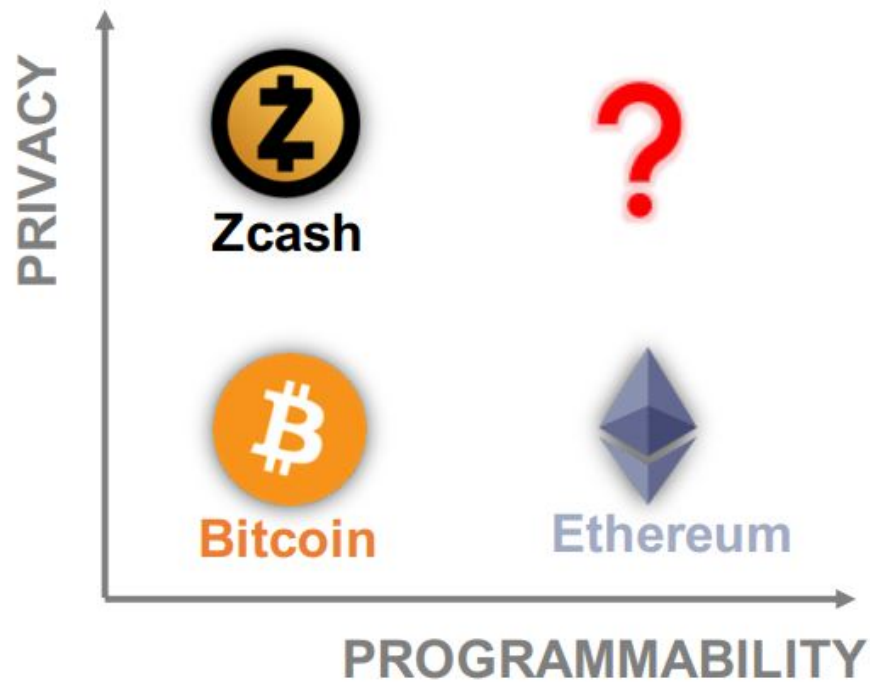 PRIVACY
?
Zcash
Bitcoin
Ethereum
PROGRAMMABILITY